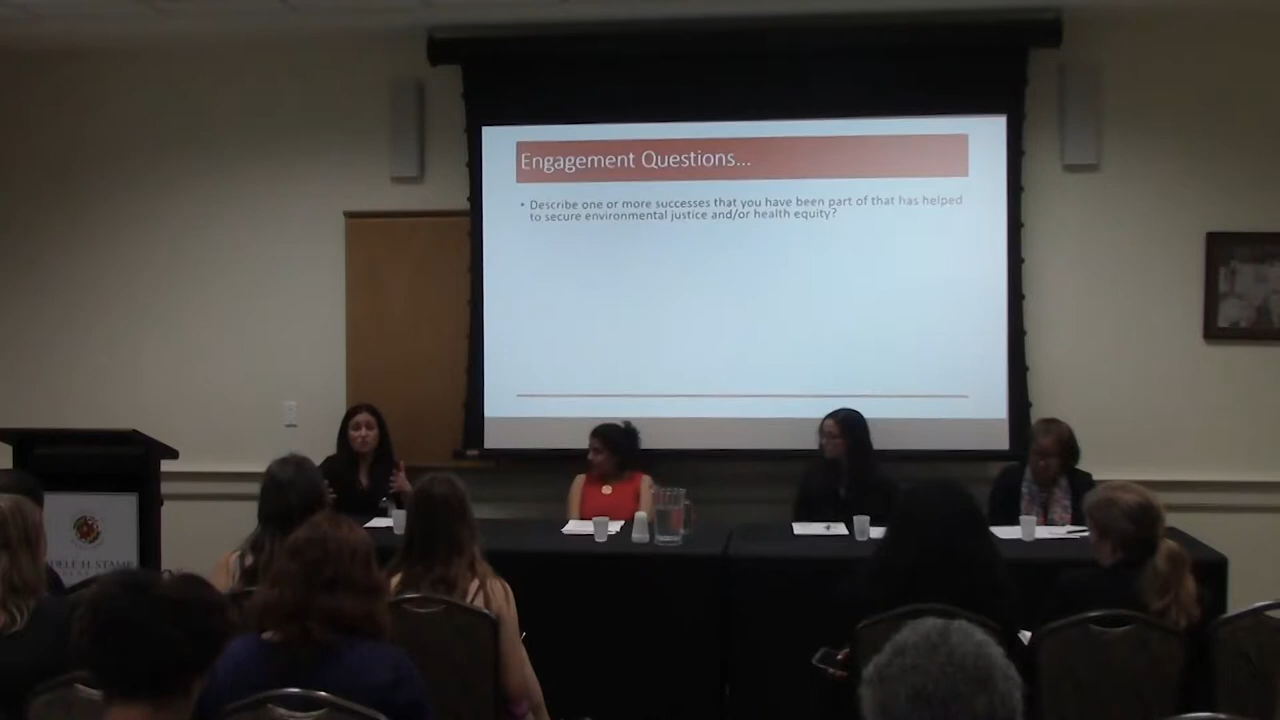 Engagement Questions...
• Describe one or more successes that you have been part of that has helped
to secure environmental justice and/or health equity?
H. STAMP